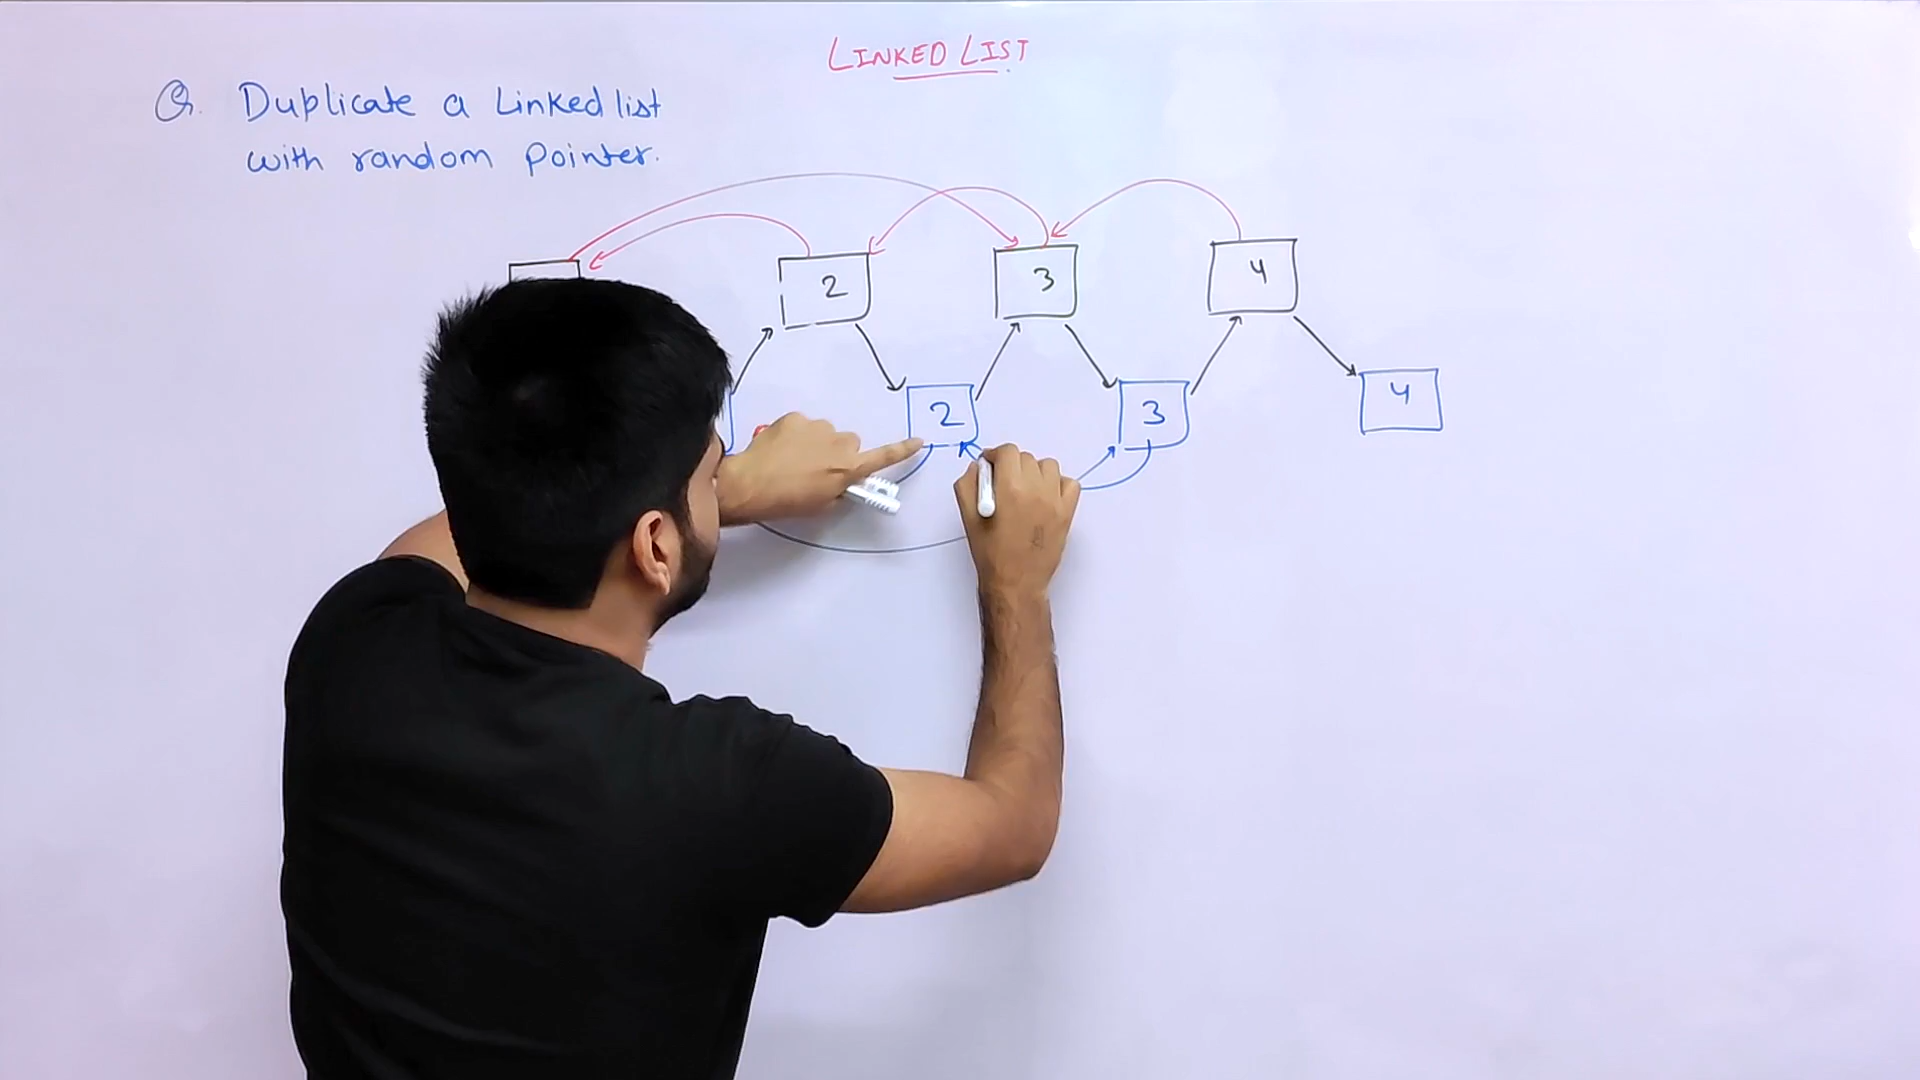 LINKED LIST
Q. Duplicate a Linked list
with random pointer.
2 3 4
2 3 4